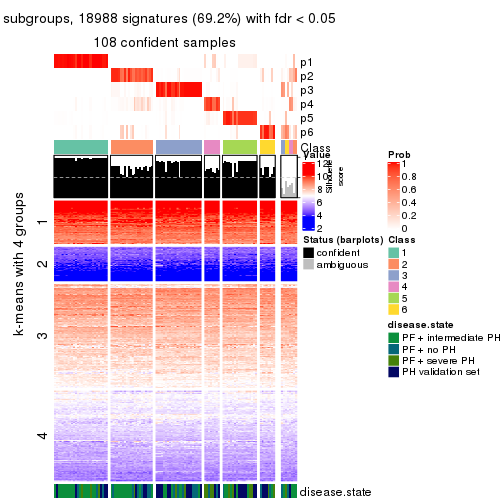 subgroups, 18988 signatures (69.2%) with fdr < 0.05
108 confident samples
p1
p2
p3
p4
p5
p6
Class
k-means with 4 groups
1
2
3
4
Value
12
10
8
6
4
2
Silhouette
score
Prob
1
0.8
0.6
0.4
0.2
0
Status (barplots)
confident
ambiguous
Class
1
2
3
4
5
6
disease.state
PF + intermediate PH
PF + no PH
PF + severe PH
PH validation set
disease.state